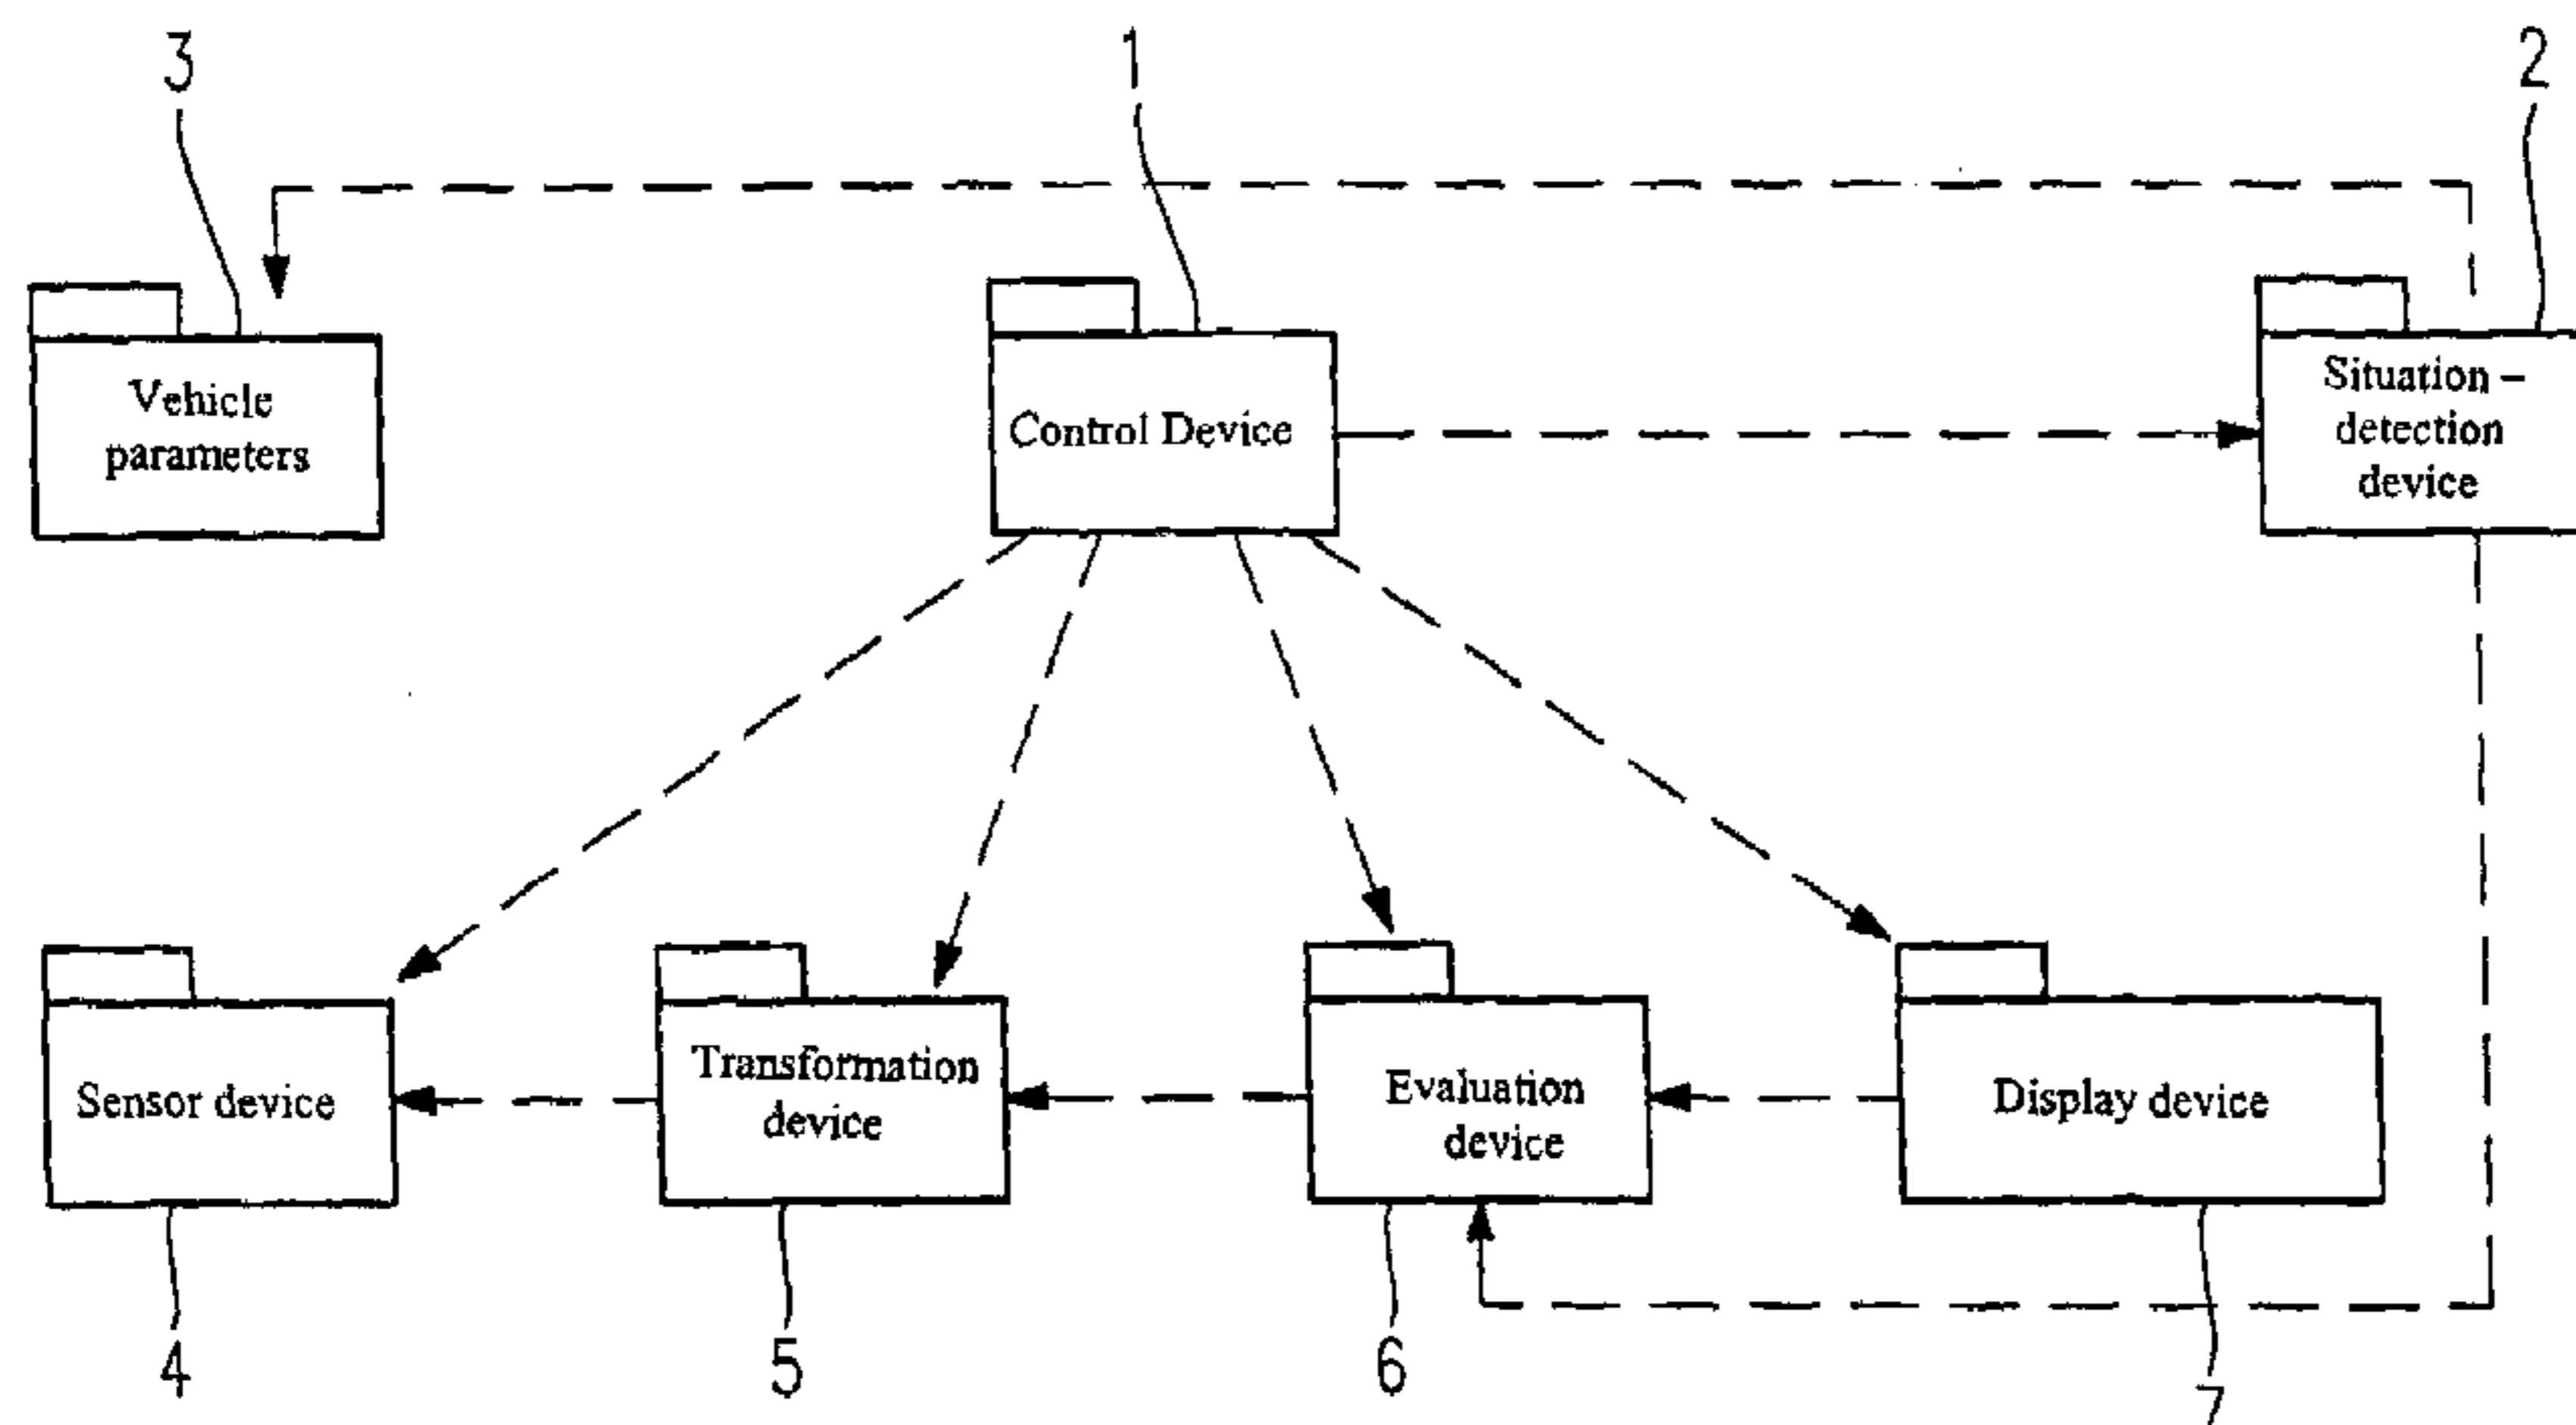 3
1
2
Vehicle
parameters
Control Device
Situation –
detection
device
Sensor device
Transformation
device
Evaluation
device
Display device
4
5
6
7